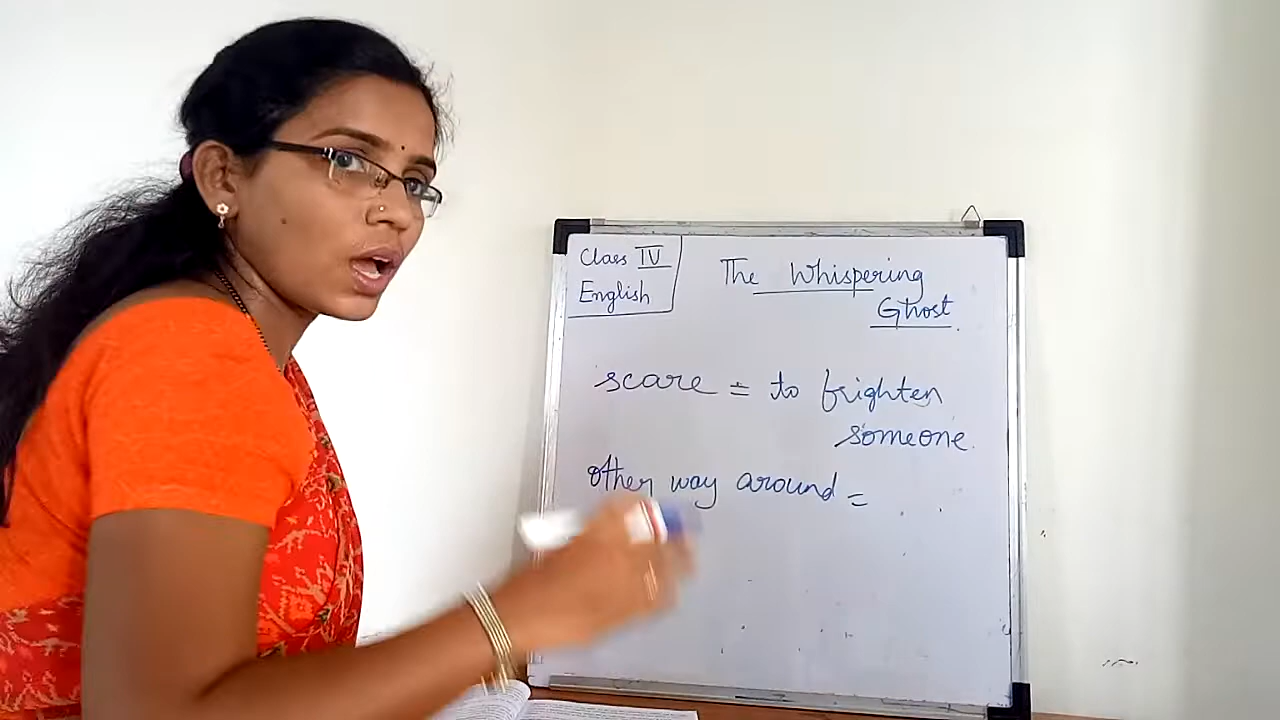 Class IV
English
The Whispering
Ghost.
scare = to frighten
someone.
other way around =